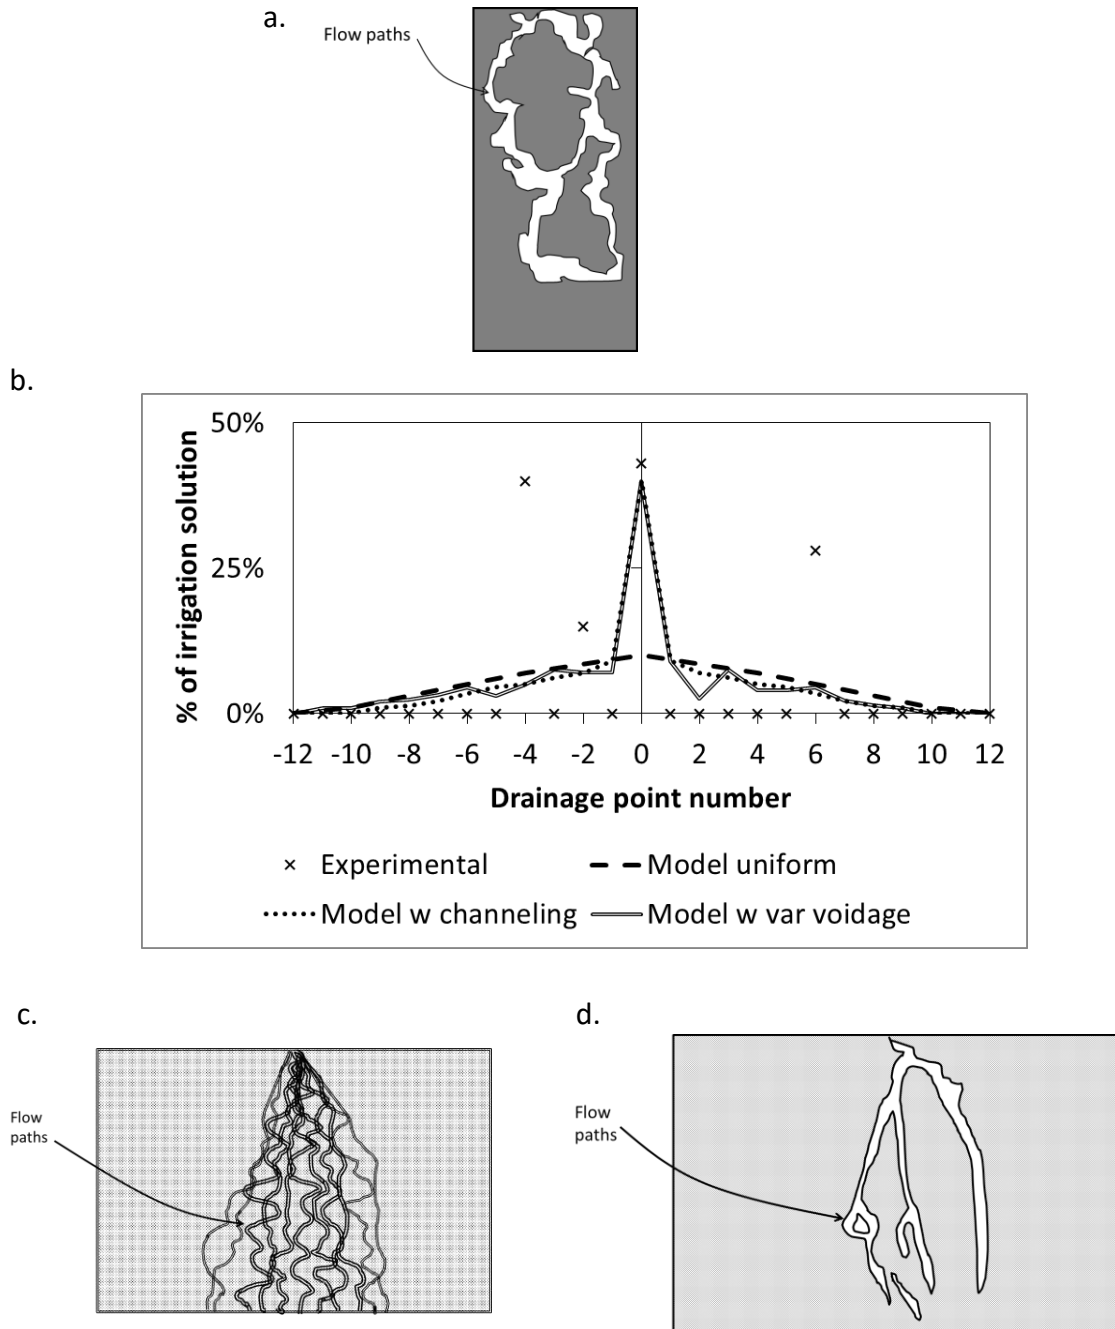 a.
Flow paths
b.
50%
25%
0%
% of irrigation solution
-12 -10 -8 -6 -4 -2 0 2 4 6 8 10 12
Drainage point number
× Experimental
Model uniform
Model w channeling
Model w var voidage
c.
Flow
paths
d.
Flow
paths